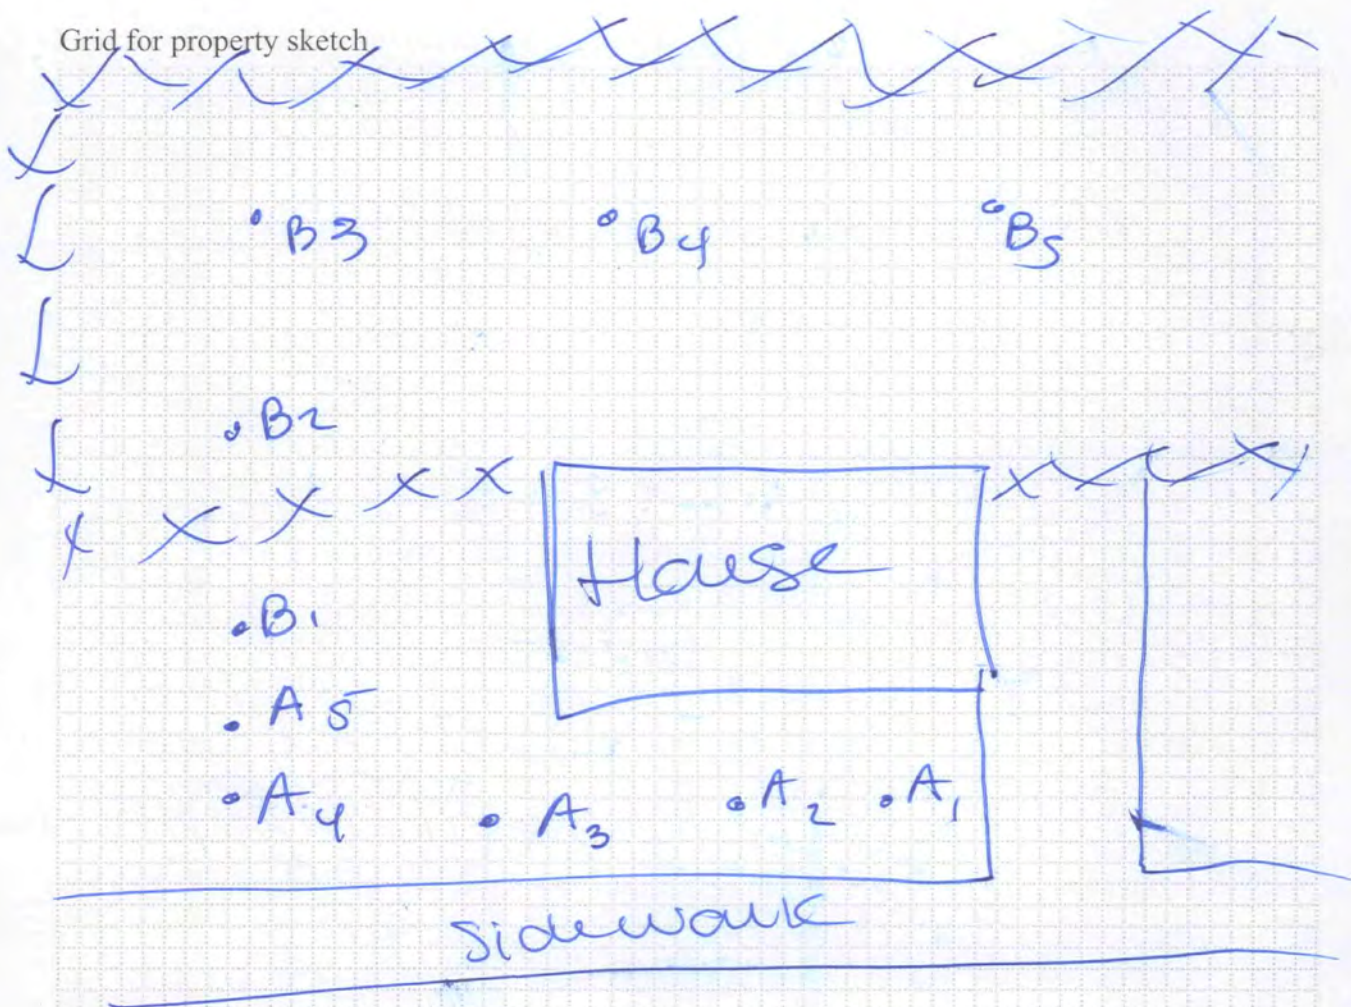 Grid for property sketch
B3 B4 B5
B2
House
B1
A5
A4 A3 A2 A1
Sidewalk